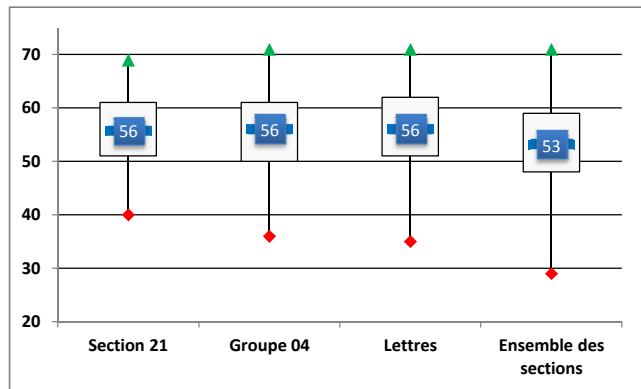 70
60
50
40
30
20
56
56
56
53
Section 21
Groupe 04
Lettres
Ensemble des
sections